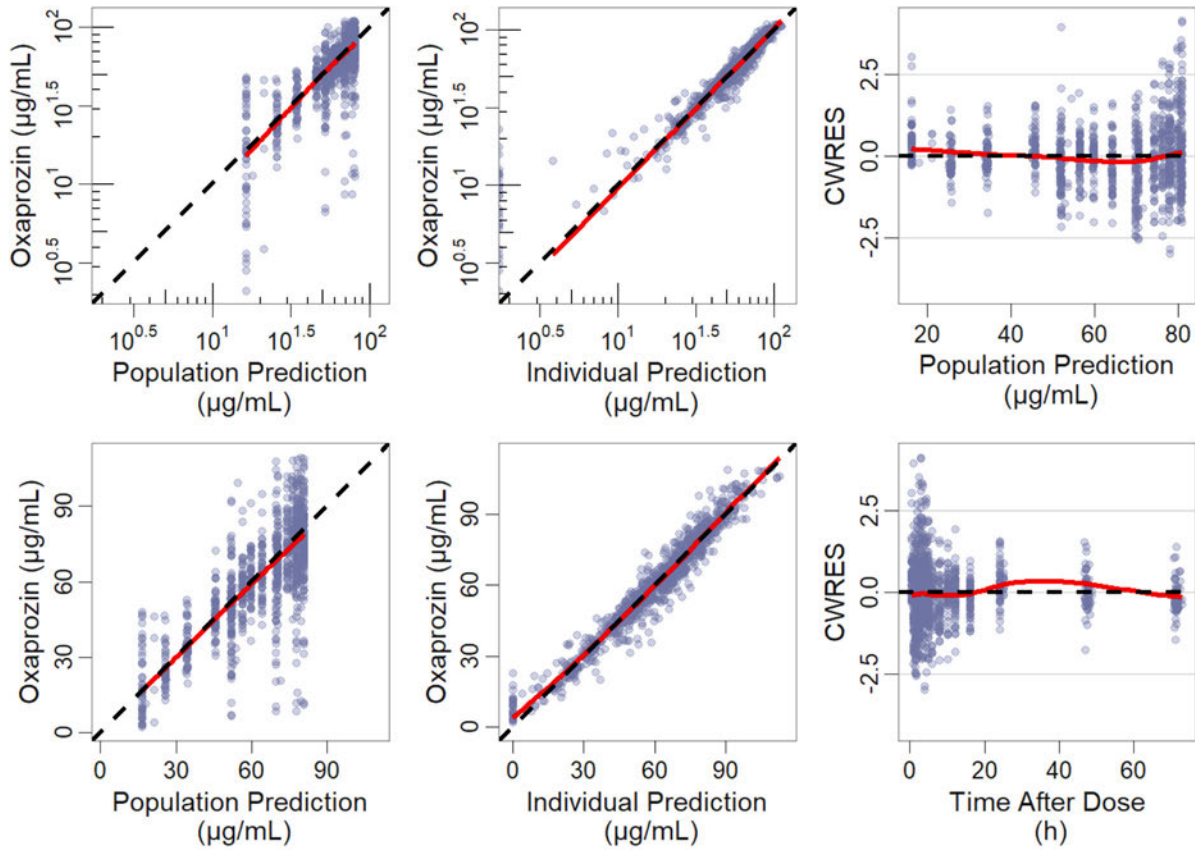 Oxaprozin (µg/mL)
10^0.5 10^1 10^1.5 10^2
10^0.5 10^1 10^1.5 10^2
Population Prediction
(µg/mL)
Oxaprozin (µg/mL)
10^0.5 10^1 10^1.5 10^2
10^0.5 10^1 10^1.5 10^2
Individual Prediction
(µg/mL)
CWRES
-2.5 0.0 2.5
20 40 60 80
Population Prediction
(µg/mL)
Oxaprozin (µg/mL)
0 30 60 90
0 30 60 90
Population Prediction
(µg/mL)
Oxaprozin (µg/mL)
0 30 60 90
0 30 60 90
Individual Prediction
(µg/mL)
CWRES
-2.5 0.0 2.5
0 20 40 60
Time After Dose
(h)